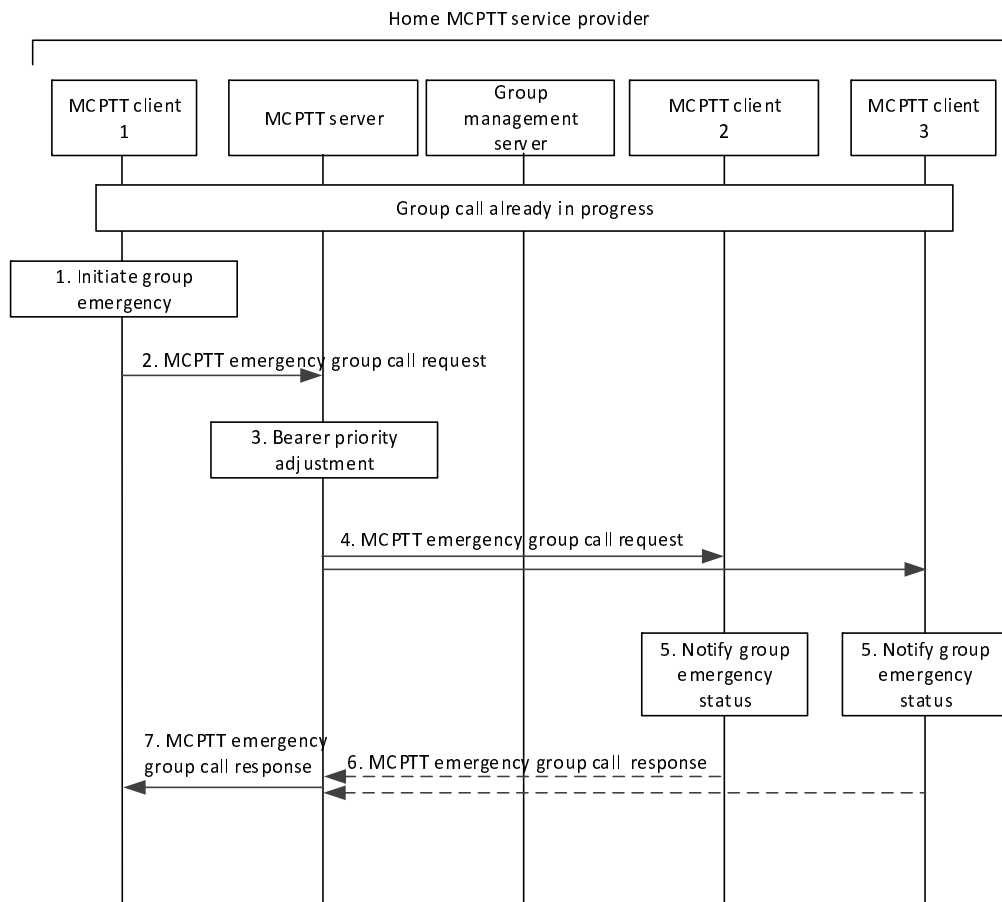 Home MCPTT service provider
MCPTT client
1
MCPTT server
Group
management
server
MCPTT client
2
MCPTT client
3
Group call already in progress
1. Initiate group
emergency
2. MCPTT emergency group call request
3. Bearer priority
adjustment
4. MCPTT emergency group call request
5. Notify group
emergency
status
5. Notify group
emergency
status
7. MCPTT emergency
group call response
6. MCPTT emergency group call response